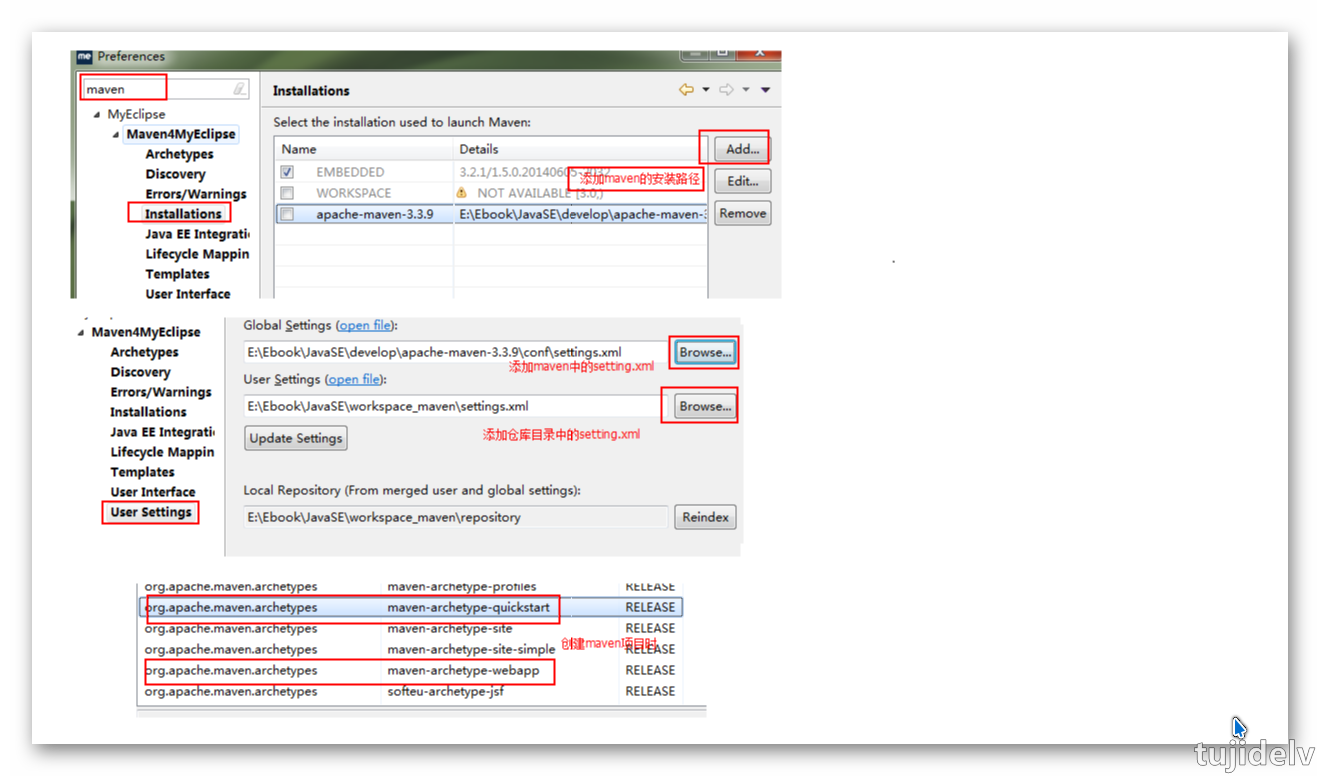 me Preferences
maven
MyEclipse
Maven4MyEclipse
Archetypes
Discovery
Errors/Warnings
Installations
Java EE Integrati
Lifecycle Mappin
Templates
User Interface
Installations
Select the installation used to launch Maven:
Name Details
EMBEDDED 3.2.1/1.5.0.20140605-2032
WORKSPACE NOT AVAILABLE [3.0,)
apache-maven-3.3.9 E:\Ebook\JavaSE\develop\apache-maven-3
添加maven的安装路径
Add...
Edit...
Remove
Maven4MyEclipse
Archetypes
Discovery
Errors/Warnings
Installations
Java EE Integrati
Lifecycle Mappin
Templates
User Interface
User Settings
Global Settings (open file):
E:\Ebook\JavaSE\develop\apache-maven-3.3.9\conf\settings.xml Browse...
添加maven中的setting.xml
User Settings (open file):
E:\Ebook\JavaSE\workspace_maven\settings.xml Browse...
Update Settings
添加仓库目录中的setting.xml
Local Repository (From merged user and global settings):
E:\Ebook\JavaSE\workspace_maven\repository Reindex
org.apache.maven.archetypes maven-archetype-profiles RELEASE
org.apache.maven.archetypes maven-archetype-quickstart RELEASE
org.apache.maven.archetypes maven-archetype-site RELEASE
org.apache.maven.archetypes maven-archetype-site-simple RELEASE
创建maven项目时
org.apache.maven.archetypes maven-archetype-webapp RELEASE
org.apache.maven.archetypes softeu-archetype-jsf RELEASE
tujidelv